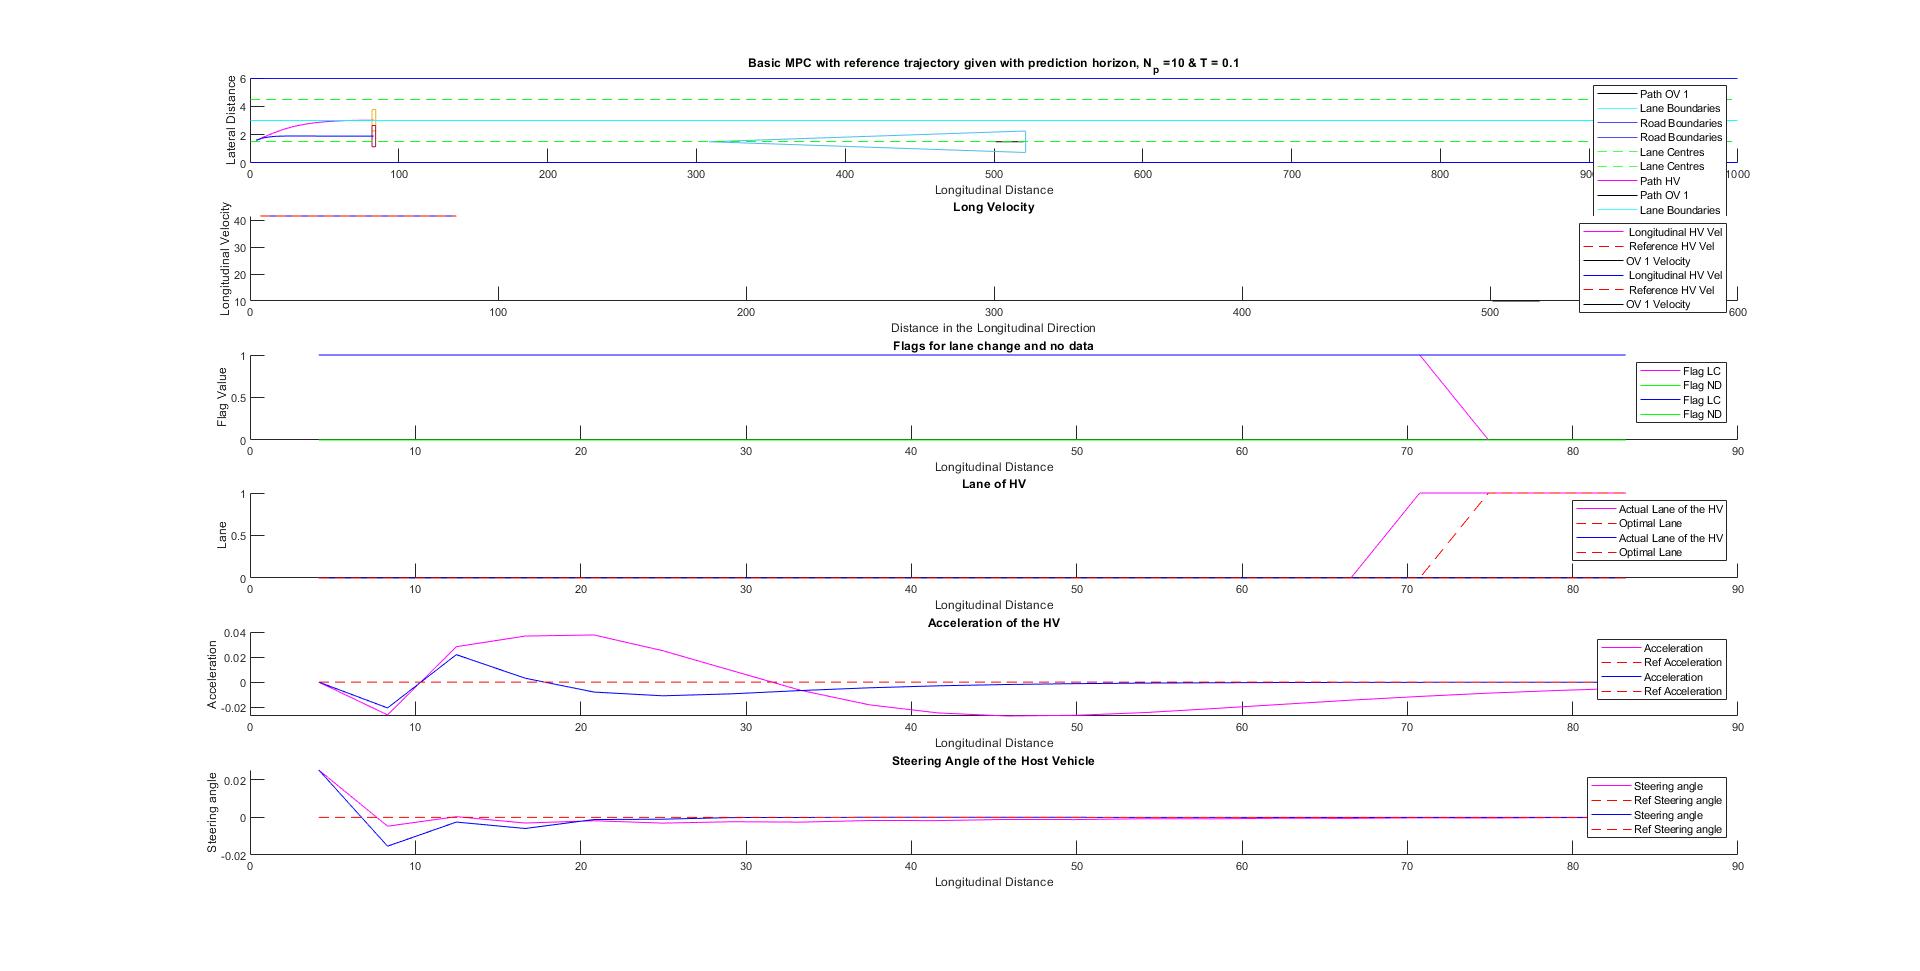 Basic MPC with reference trajectory given with prediction horizon, Np =10 & T = 0.1
Lateral Distance
6
4
2
0
0 100 200 300 400 500 600 700 800 90 1000
Longitudinal Distance
Path OV 1
Lane Boundaries
Road Boundaries
Road Boundaries
Lane Centres
Lane Centres
Path HV
Path OV 1
Lane Boundaries
Long Velocity
Longitudinal Velocity
40
30
20
10
0 100 200 300 400 500 600
Distance in the Longitudinal Direction
Longitudinal HV Vel
Reference HV Vel
OV 1 Velocity
Longitudinal HV Vel
Reference HV Vel
OV 1 Velocity
Flags for lane change and no data
Flag Value
1
0.5
0
0 10 20 30 40 50 60 70 80 90
Longitudinal Distance
Flag LC
Flag ND
Flag LC
Flag ND
Lane of HV
Lane
1
0.5
0
0 10 20 30 40 50 60 70 80 90
Longitudinal Distance
Actual Lane of the HV
Optimal Lane
Actual Lane of the HV
Optimal Lane
Acceleration of the HV
Acceleration
0.04
0.02
0
-0.02
0 10 20 30 40 50 60 70 80 90
Longitudinal Distance
Acceleration
Ref Acceleration
Acceleration
Ref Acceleration
Steering Angle of the Host Vehicle
Steering angle
0.02
0
-0.02
0 10 20 30 40 50 60 70 80 90
Longitudinal Distance
Steering angle
Ref Steering angle
Steering angle
Ref Steering angle